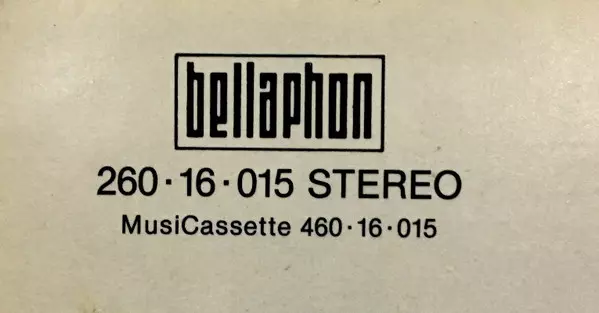 bellaphon
260·16·015 STEREO
MusiCassette 460·16·015